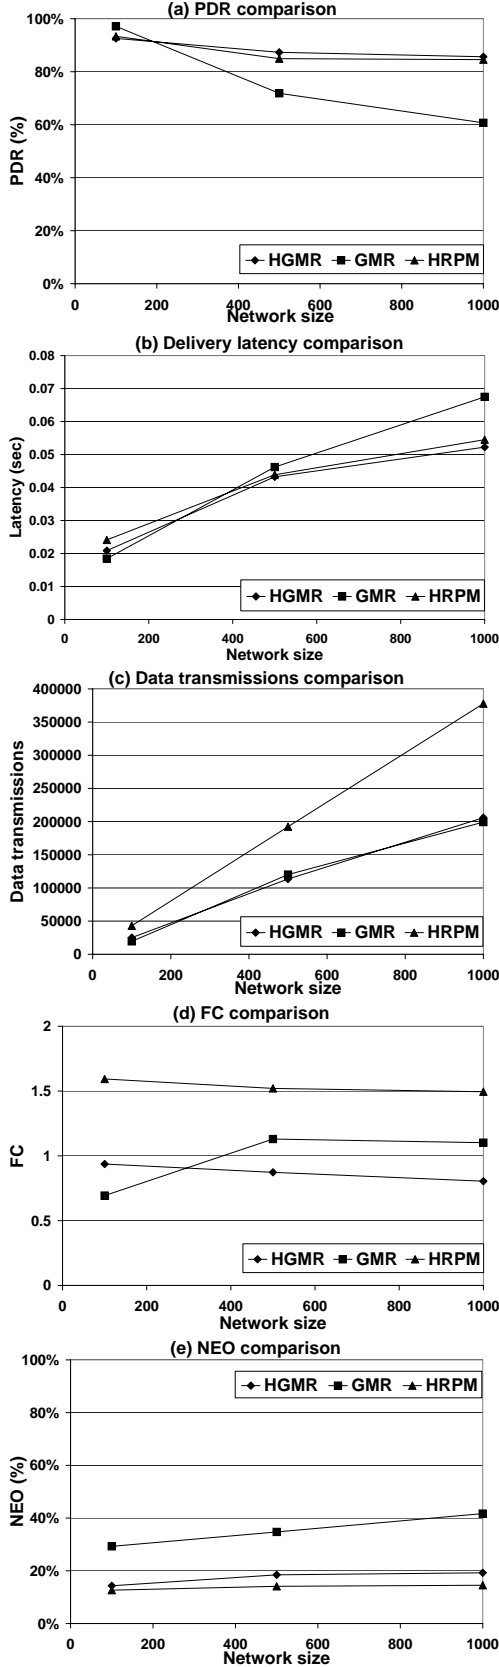 (a) PDR comparison
100%
80%
60%
40%
20%
0%
PDR (%)
HGMR GMR HRPM
0 200 400 600 800 1000
Network size
(b) Delivery latency comparison
0.08
0.07
0.06
0.05
0.04
0.03
0.02
0.01
0
Latency (sec)
HGMR GMR HRPM
0 200 400 600 800 1000
Network size
(c) Data transmissions comparison
400000
350000
300000
250000
200000
150000
100000
50000
0
Data transmissions
HGMR GMR HRPM
0 200 400 600 800 1000
Network size
(d) FC comparison
2
1.5
1
0.5
0
FC
HGMR GMR HRPM
0 200 400 600 800 1000
Network size
(e) NEO comparison
100%
80%
60%
40%
20%
0%
NEO (%)
HGMR GMR HRPM
0 200 400 600 800 1000
Network size